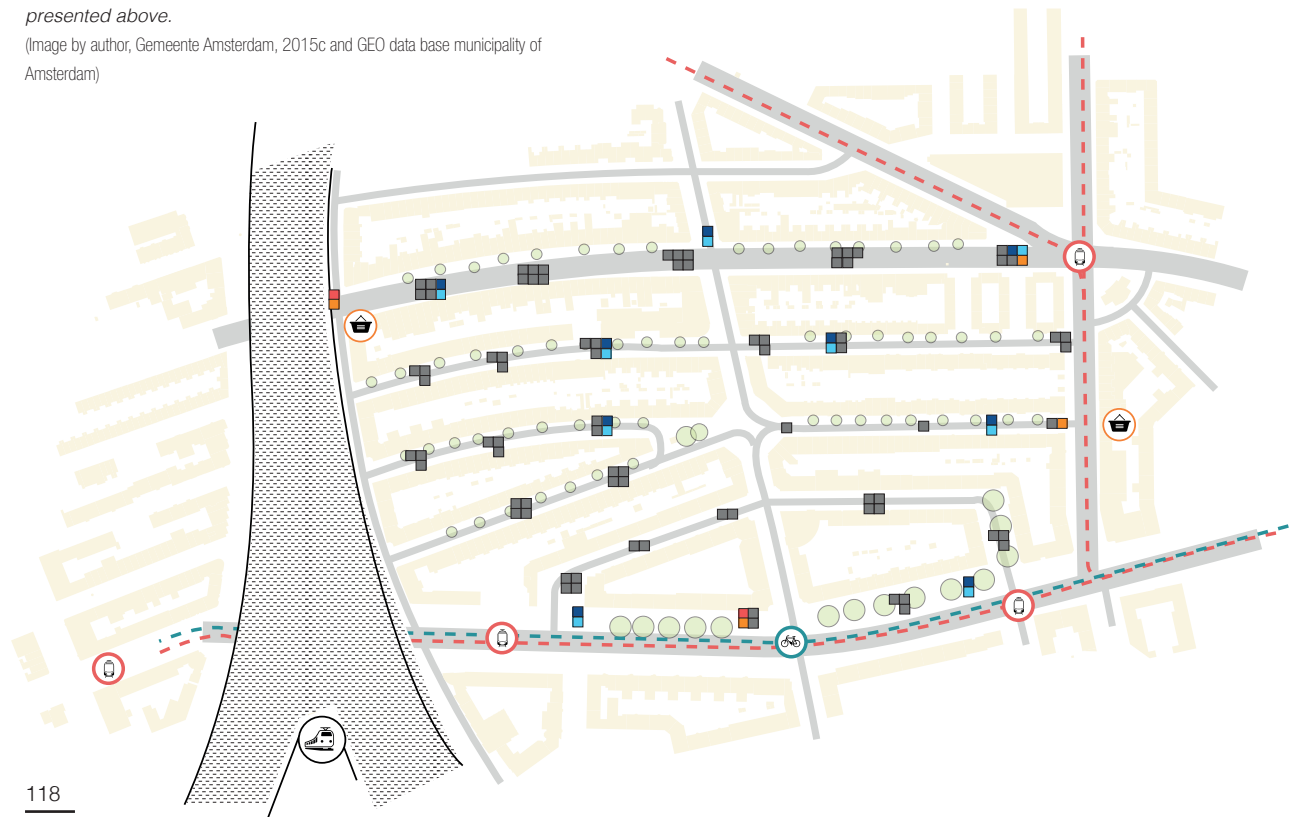 presented above.
(Image by author, Gemeente Amsterdam, 2015c and GEO data base municipality of
Amsterdam)
118